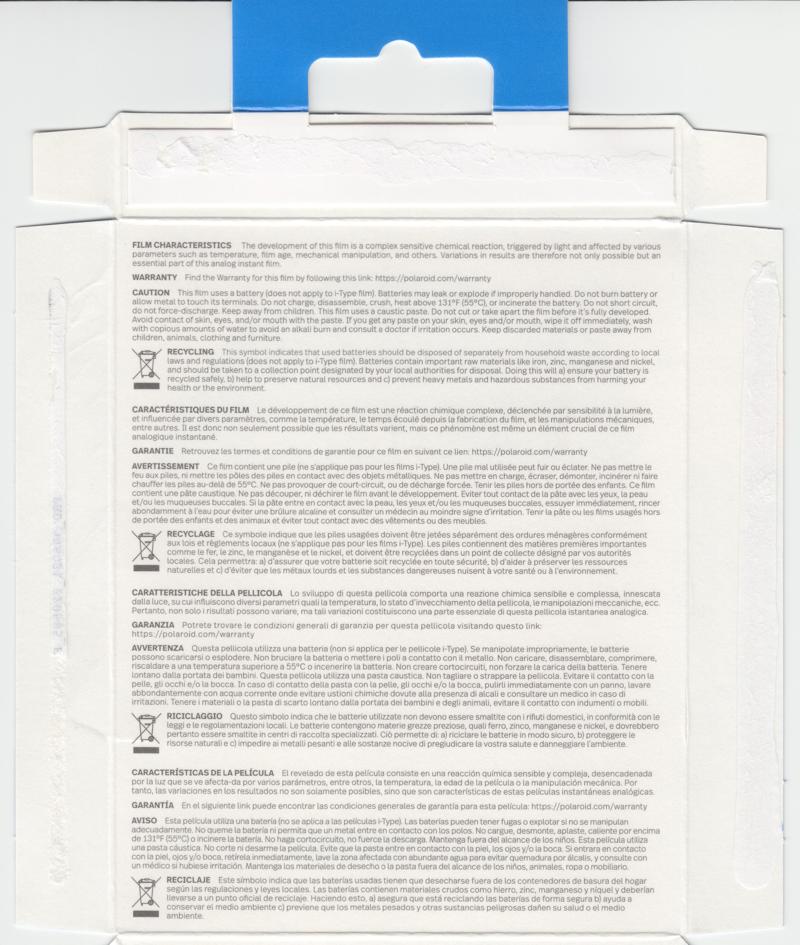 FILM CHARACTERISTICS The development of this film is a complex sensitive chemical reaction, triggered by light and affected by various
parameters such as temperature, film age, mechanical manipulation, and others. Variations in results are therefore not only possible but an
essential part of this analog instant film.
WARRANTY Find the Warranty for this film by following this link: https://polaroid.com/warranty
CAUTION This film uses a battery (does not apply to i-Type film). Batteries may leak or explode if improperly handled. Do not burn battery or
allow metal to touch its terminals. Do not charge, disassemble, crush, heat above 131°F (55°C), or incinerate the battery. Do not short circuit,
do not force-discharge. Keep away from children. This film uses a caustic paste. Do not cut or take apart the film before it's fully developed.
Avoid contact of skin, eyes, and/or mouth with the paste. If you get any paste on your skin, eyes and/or mouth, wipe it off immediately, wash
with copious amounts of water to avoid an alkali burn and consult a doctor if irritation occurs. Keep discarded materials or paste away from
children, animals, clothing and furniture.
RECYCLING This symbol indicates that used batteries should be disposed of separately from household waste according to local
laws and regulations (does not apply to i-Type film). Batteries contain important raw materials like iron, zinc, manganese and nickel,
and should be taken to a collection point designated by your local authorities for disposal. Doing this will a) ensure your battery is
recycled safely, b) help to preserve natural resources and c) prevent heavy metals and hazardous substances from harming your
health or the environment.
CARACTÉRISTIQUES DU FILM Le développement de ce film est une réaction chimique complexe, déclenchée par sensibilité à la lumière,
et influencée par divers paramètres, comme la température, le temps écoulé depuis la fabrication du film, et les manipulations mécaniques,
entre autres. Il est donc non seulement possible que les résultats varient, mais ce phénomène est même un élément crucial de ce film
analogique instantané.
GARANTIE Retrouvez les termes et conditions de garantie pour ce film en suivant ce lien: https://polaroid.com/warranty
AVERTISSEMENT Ce film contient une pile (ne s'applique pas pour les films i-Type). Une pile mal utilisée peut fuir ou éclater. Ne pas mettre le
feu aux piles, ni mettre les pôles des piles en contact avec des objets métalliques. Ne pas mettre en charge, écraser, démonter, incinérer ni faire
chauffer les piles au-délà de 55°C. Ne pas provoquer de court-circuit, ou de décharge forcée. Tenir les piles hors de portée des enfants. Ce film
contient une pâte caustique. Ne pas découper, ni déchirer le film avant le développement. Eviter tout contact de la pâte avec les yeux, la peau
et/ou les muqueuses buccales. Si la pâte entre en contact avec la peau, les yeux et/ou les muqueuses buccales, essuyer immédiatement, rincer
abondamment à l'eau pour éviter une brûlure alcaline et consulter un médecin au moindre signe d'irritation. Tenir la pâte ou les films usagés hors
de portée des enfants et des animaux et éviter tout contact avec des vêtements ou des meubles.
RECYCLAGE Ce symbole indique que les piles usagées doivent être jetées séparément des ordures ménagères conformément
aux lois et règlements locaux (ne s'applique pas pour les films i-Type). Les piles contiennent des matières premières importantes
comme le fer, le zinc, le manganèse et le nickel, et doivent être recyclées dans un point de collecte désigné par vos autorités
locales. Cela permettra: a) d'assurer que votre batterie soit recyclée en toute sécurité, b) d'aider à préserver les ressources
naturelles et c) d'éviter que les métaux lourds et les substances dangereuses nuisent à votre santé ou à l'environnement.
CARATTERISTICHE DELLA PELLICOLA Lo sviluppo di questa pellicola comporta una reazione chimica sensibile e complessa, innescata
dalla luce, su cui influiscono diversi parametri quali la temperatura, lo stato d'invecchiamento della pellicola, le manipolazioni meccaniche, ecc.
Pertanto, non solo i risultati possono variare, ma tali variazioni costituiscono una parte essenziale di questa pellicola istantanea analogica.
GARANZIA Potrete trovare le condizioni generali di garanzia per questa pellicola visitando questo link:
https://polaroid.com/warranty
AVVERTENZA Questa pellicola utilizza una batteria (non si applica per le pellicole i-Type). Se manipolate impropriamente, le batterie
possono scaricarsi o esplodere. Non bruciare la batteria o mettere i poli a contatto con il metallo. Non caricare, disassemblare, comprimere,
riscaldare a una temperatura superiore a 55°C o incenerire la batteria. Non creare cortocircuiti, non forzare la carica della batteria. Tenere
lontano dalla portata dei bambini. Questa pellicola utilizza una pasta caustica. Non tagliare o strappare la pellicola. Evitare il contatto con la
pelle, gli occhi e/o la bocca. In caso di contatto della pasta con la pelle, gli occhi e/o la bocca, pulirli immediatamente con un panno, lavare
abbondantemente con acqua corrente onde evitare ustioni chimiche dovute alla presenza di alcali e consultare un medico in caso di
irritazioni. Tenere i materiali o la pasta di scarto lontano dalla portata dei bambini e degli animali, evitare il contatto con indumenti o mobili.
RICICLAGGIO Questo simbolo indica che le batterie utilizzate non devono essere smaltite con i rifiuti domestici, in conformità con le
leggi e le regolamentazioni locali. Le batterie contengono materie grezze preziose, quali ferro, zinco, manganese e nickel, e dovrebbero
pertanto essere smaltite in centri di raccolta specializzati. Ciò permette di: a) riciclare le batterie in modo sicuro, b) proteggere le
risorse naturali e c) impedire ai metalli pesanti e alle sostanze nocive di pregiudicare la vostra salute e danneggiare l'ambiente.
CARACTERÍSTICAS DE LA PELÍCULA El revelado de esta película consiste en una reacción química sensible y compleja, desencadenada
por la luz que se ve afecta-da por varios parámetros, entre otros, la temperatura, la edad de la película o la manipulación mecánica. Por
tanto, las variaciones en los resultados no son solamente posibles, sino que son características de estas películas instantáneas analógicas.
GARANTÍA En el siguiente link puede encontrar las condiciones generales de garantía para esta película: https://polaroid.com/warranty
AVISO Esta película utiliza una batería (no se aplica a las películas i-Type). Las baterías pueden tener fugas o explotar si no se manipulan
adecuadamente. No queme la batería ni permita que un metal entre en contacto con los polos. No cargue, desmonte, aplaste, caliente por encima
de 131°F (55°C) o incinere la batería. No haga cortocircuito, no fuerce la descarga. Mantenga fuera del alcance de los niños. Esta película utiliza
una pasta cáustica. No corte ni desarme la película. Evite que la pasta entre en contacto con la piel, los ojos y/o la boca. Si entrara en contacto
con la piel, ojos y/o boca, retírela inmediatamente, lave la zona afectada con abundante agua para evitar quemadura por álcalis, y consulte con
un médico si hubiese irritación. Mantenga los materiales de desecho o la pasta fuera del alcance de los niños, animales, ropa o mobiliario.
RECICLAJE Este símbolo indica que las baterías usadas tienen que desecharse fuera de los contenedores de basura del hogar
según las regulaciones y leyes locales. Las baterías contienen materiales crudos como hierro, zinc, manganeso y níquel y deberían
llevarse a un punto oficial de reciclaje. Haciendo esto, a) asegura que está reciclando las baterías de forma segura b) ayuda a
conservar el medio ambiente c) previene que los metales pesados y otras sustancias peligrosas dañen su salud o el medio
ambiente.